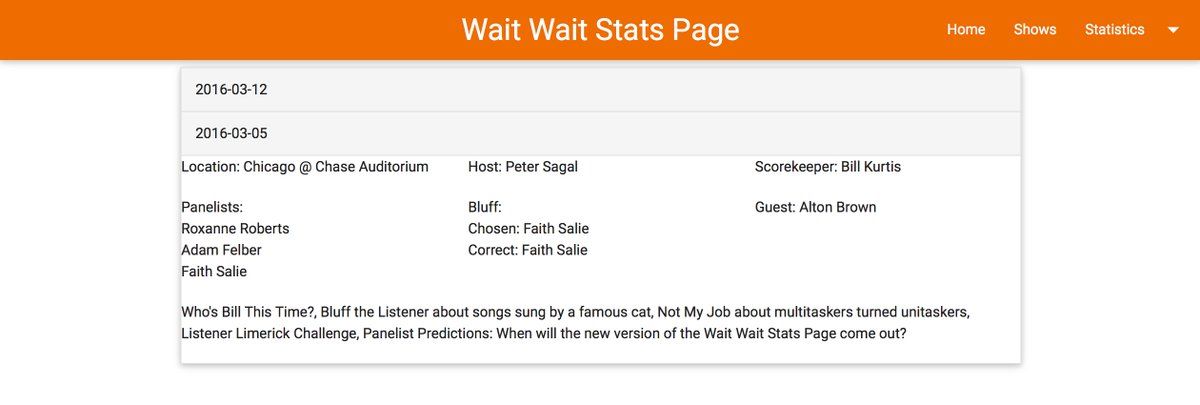 Wait Wait Stats Page
Home Shows Statistics
2016-03-12
2016-03-05
Location: Chicago @ Chase Auditorium
Host: Peter Sagal
Scorekeeper: Bill Kurtis
Panelists:
Roxanne Roberts
Adam Felber
Faith Salie
Bluff:
Chosen: Faith Salie
Correct: Faith Salie
Guest: Alton Brown
Who's Bill This Time?, Bluff the Listener about songs sung by a famous cat, Not My Job about multitaskers turned unitaskers,
Listener Limerick Challenge, Panelist Predictions: When will the new version of the Wait Wait Stats Page come out?